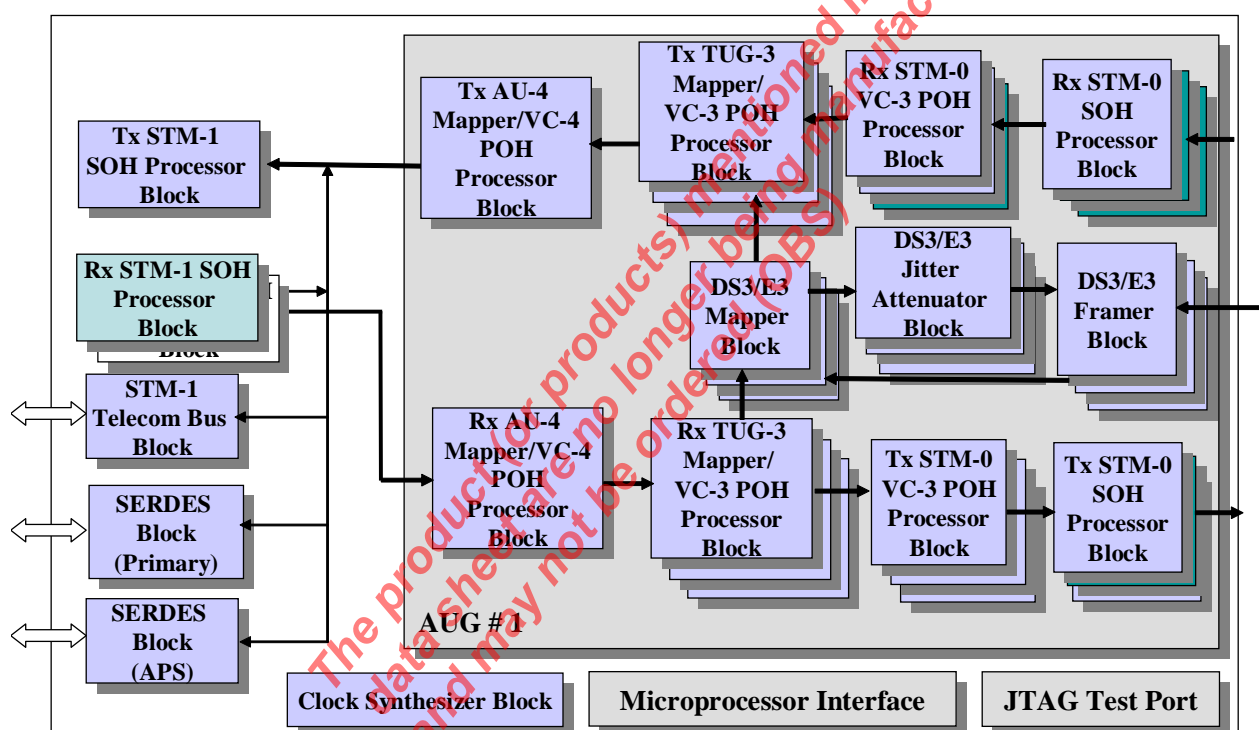 Tx STM-1
SOH Processor
Block
Rx STM-1 SOH
Processor
Block
Block
STM-1
Telecom Bus
Block
SERDES
Block
(Primary)
SERDES
Block
(APS)
Tx AU-4
Mapper/VC-4
POH
Processor
Block
Tx TUG-3
Mapper/
VC-3 POH
Processor
Block
Rx STM-0
VC-3 POH
Processor
Block
Rx STM-0
SOH
Processor
Block
DS3/E3
Mapper
Block
DS3/E3
Jitter
Attenuator
Block
DS3/E3
Framer
Block
Rx AU-4
Mapper/VC-4
POH
Processor
Block
Rx TUG-3
Mapper/
VC-3 POH
Processor
Block
Tx STM-0
VC-3 POH
Processor
Block
Tx STM-0
SOH
Processor
Block
AUG # 1
Clock Synthesizer Block
Microprocessor Interface
JTAG Test Port
The product (or products) mentioned
data sheet are no longer being
and may not be ordered (OBS)